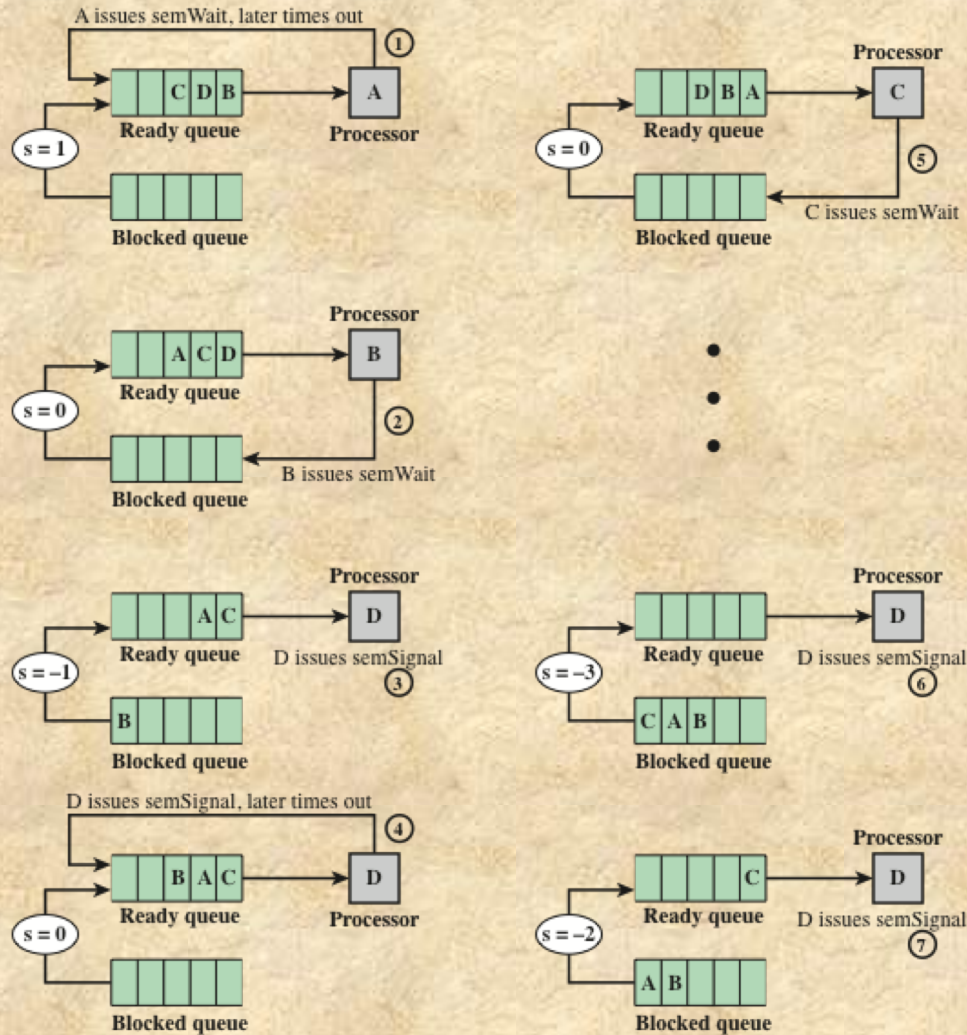 A issues semWait, later times out
1
C D B
A
Ready queue
Processor
s = 1
Blocked queue
Processor
A C D
B
Ready queue
s = 0
2
B issues semWait
Blocked queue
Processor
A C
D
Ready queue
D issues semSignal
s = –1
3
B
Blocked queue
D issues semSignal, later times out
4
B A C
D
Ready queue
Processor
s = 0
Blocked queue
Processor
D B A
C
Ready queue
s = 0
5
C issues semWait
Blocked queue
Processor
D
Ready queue
D issues semSignal
s = –3
6
C A B
Blocked queue
Processor
C
D
Ready queue
D issues semSignal
s = –2
7
A B
Blocked queue